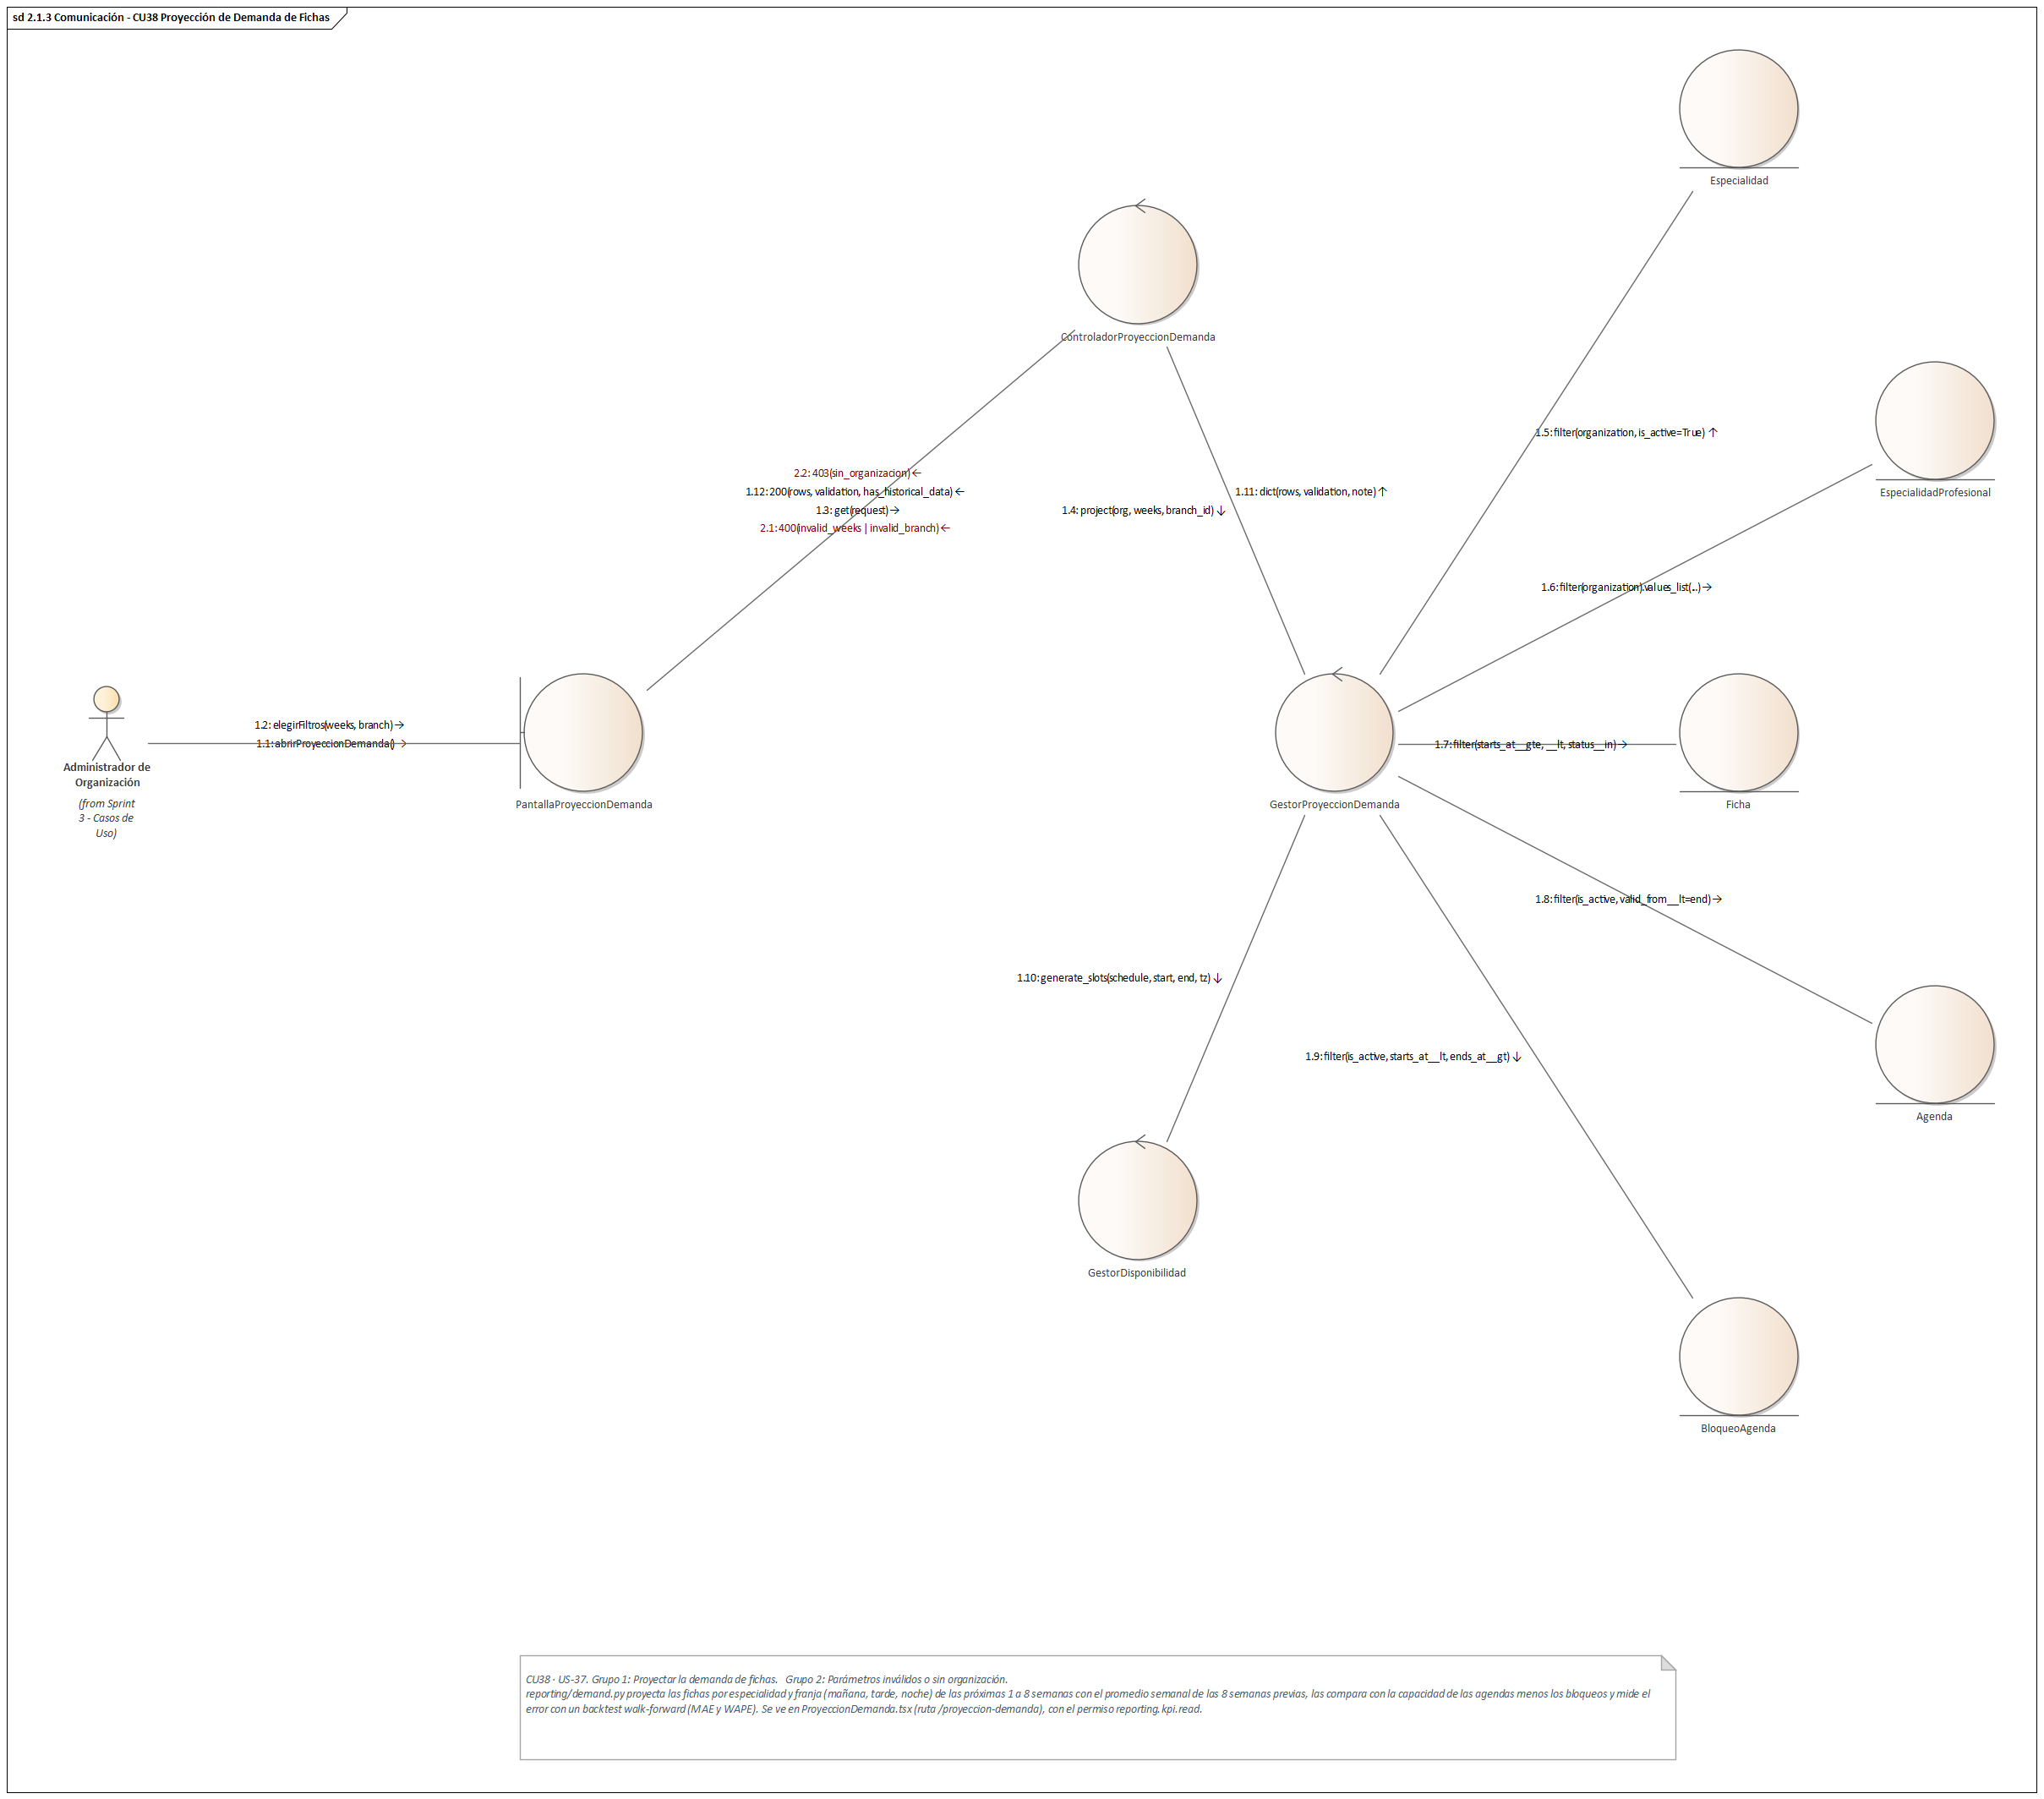 sd 2.1.3 Comunicación - CU38 Proyección de Demanda de Fichas
Especialidad
ControladorProyeccionDemanda
1.5: filter(organization, is_active=True)
EspecialidadProfesional
2.2: 403(sin_organizacion)
1.12: 200(rows, validation, has_historical_data)
1.11: dict(rows, validation, note)
1.3: get(request)
1.4: project(org, weeks, branch_id)
2.1: 400(invalid_weeks | invalid_branch)
1.6: filter(organization).values_list(...)
1.2: elegirFiltros(weeks, branch)
1.1: abrirProyeccionDemanda()
1.7: filter(starts_at__gte, __lt, status__in)
Administrador de
Organización
(from Sprint
3 - Casos de
Uso)
PantallaProyeccionDemanda
GestorProyeccionDemanda
Ficha
1.8: filter(is_active, valid_from__lt=end)
1.10: generate_slots(schedule, start, end, tz)
1.9: filter(is_active, starts_at__lt, ends_at__gt)
Agenda
GestorDisponibilidad
BloqueoAgenda
CU38 · US-37. Grupo 1: Proyectar la demanda de fichas.   Grupo 2: Parámetros inválidos o sin organización.
reporting/demand.py proyecta las fichas por especialidad y franja (mañana, tarde, noche) de las próximas 1 a 8 semanas con el promedio semanal de las 8 semanas previas, las compara con la capacidad de las agendas menos los bloqueos y mide el
error con un backtest walk-forward (MAE y WAPE). Se ve en ProyeccionDemanda.tsx (ruta /proyeccion-demanda), con el permiso reporting.kpi.read.